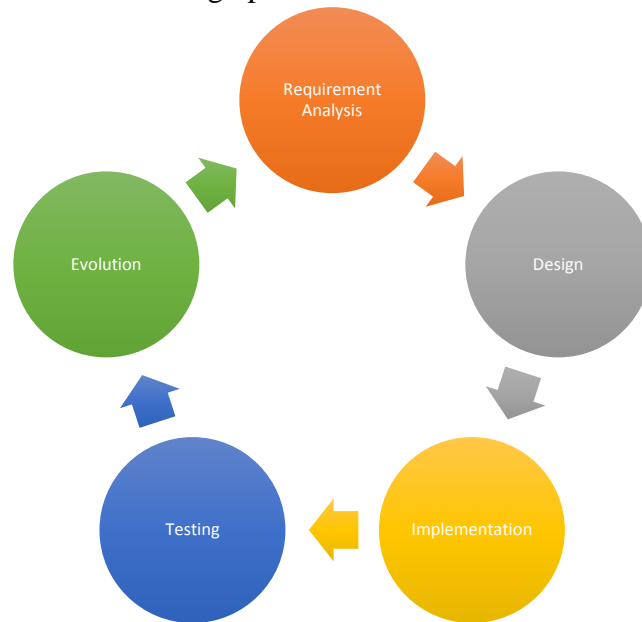 Requirement
Analysis
Design
Implementation
Testing
Evolution